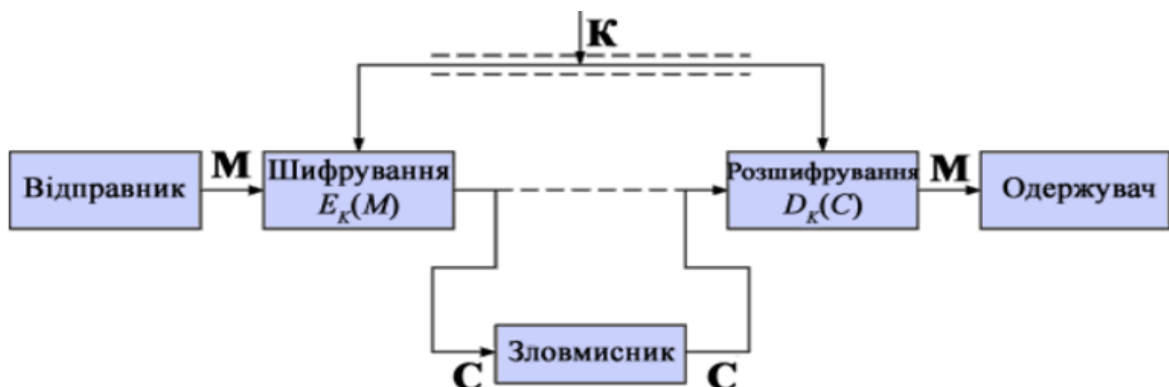 К
Відправник
М
Шифрування
E_K(M)
Розшифрування
D_K(C)
М
Одержувач
С
Зловмисник
С